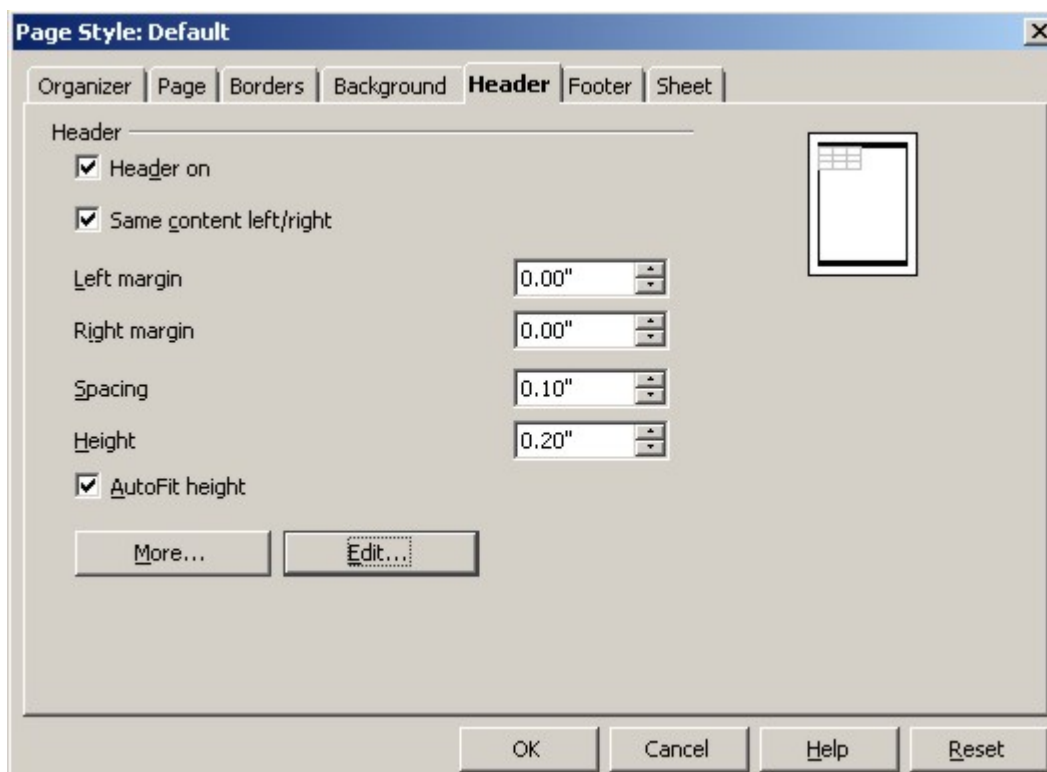 Page Style: Default
Organizer Page Borders Background Header Footer Sheet
Header
Header on
Same content left/right
Left margin 0.00"
Right margin 0.00"
Spacing 0.10"
Height 0.20"
AutoFit height
More... Edit...
OK Cancel Help Reset